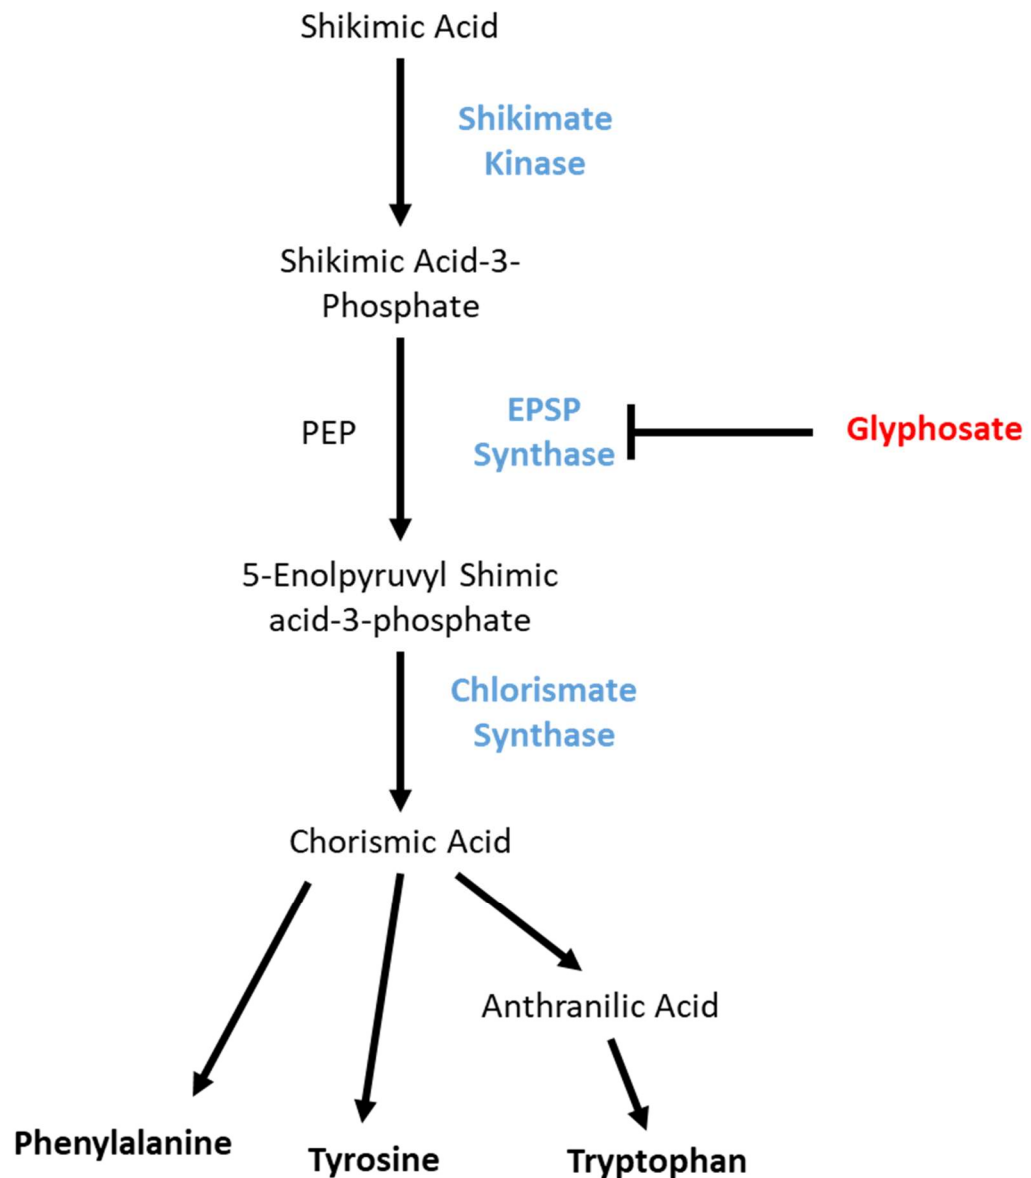 Shikimic Acid
Shikimate
Kinase
Shikimic Acid-3-
Phosphate
PEP
EPSP
Synthase
Glyphosate
5-Enolpyruvyl Shimic
acid-3-phosphate
Chlorismate
Synthase
Chorismic Acid
Anthranilic Acid
Phenylalanine
Tyrosine
Tryptophan